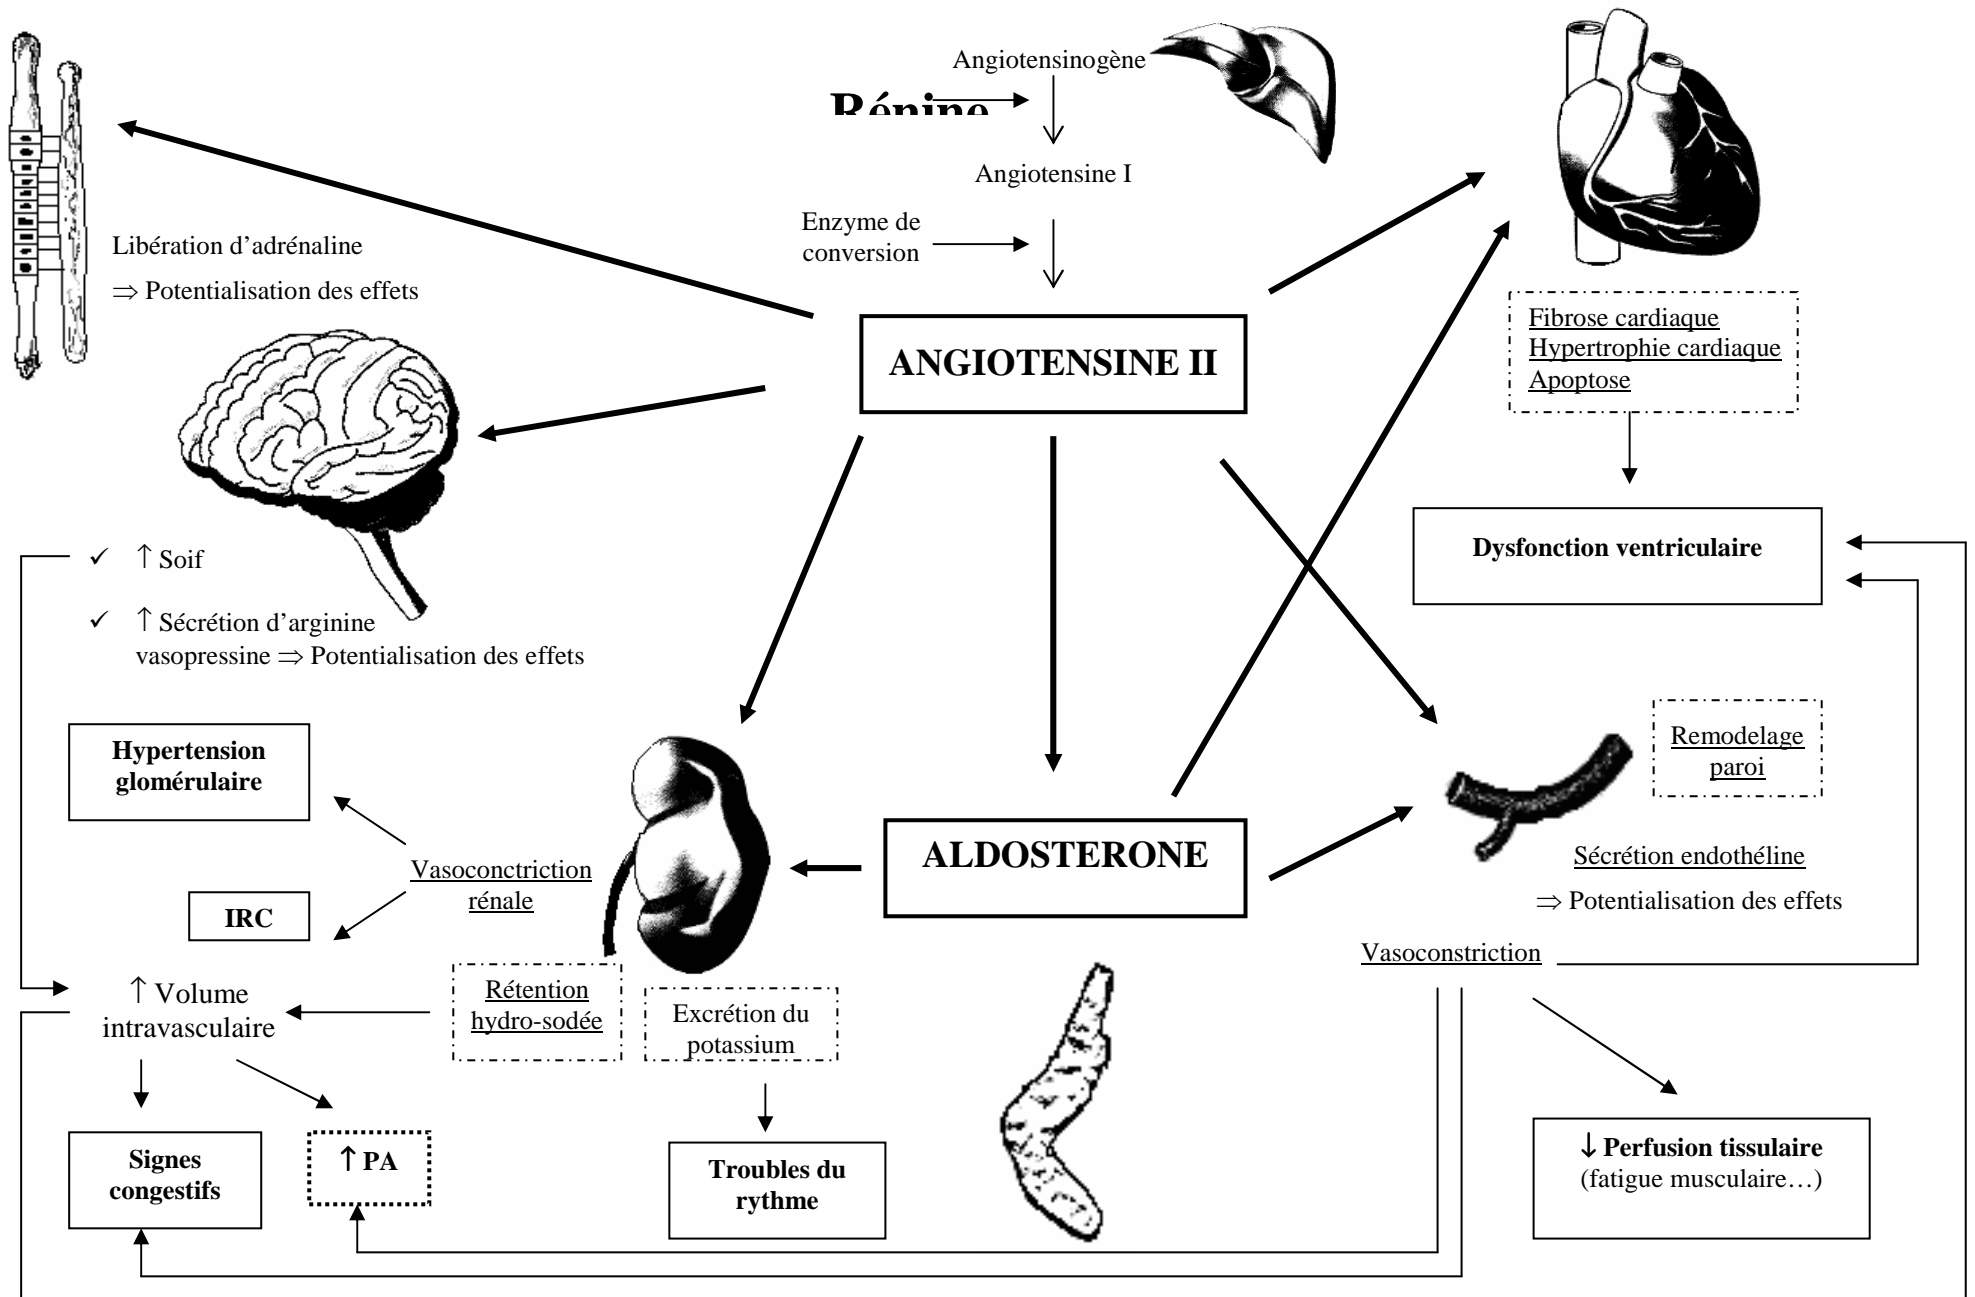 Angiotensinogène
Rénine
Angiotensine I
Enzyme de
conversion
Libération d’adrénaline
⇒ Potentialisation des effets
ANGIOTENSINE II
Fibrose cardiaque
Hypertrophie cardiaque
Apoptose
Dysfonction ventriculaire
✓ ↑ Soif
✓ ↑ Sécrétion d’arginine
vasopressine ⇒ Potentialisation des effets
Hypertension
glomérulaire
Remodelage
paroi
Vasoconctriction
rénale
ALDOSTERONE
Sécrétion endothéline
⇒ Potentialisation des effets
IRC
Vasoconstriction
↑ Volume
intravasculaire
Rétention
hydro-sodée
Excrétion du
potassium
Signes
congestifs
↑ PA
Troubles du
rythme
↓ Perfusion tissulaire
(fatigue musculaire…)